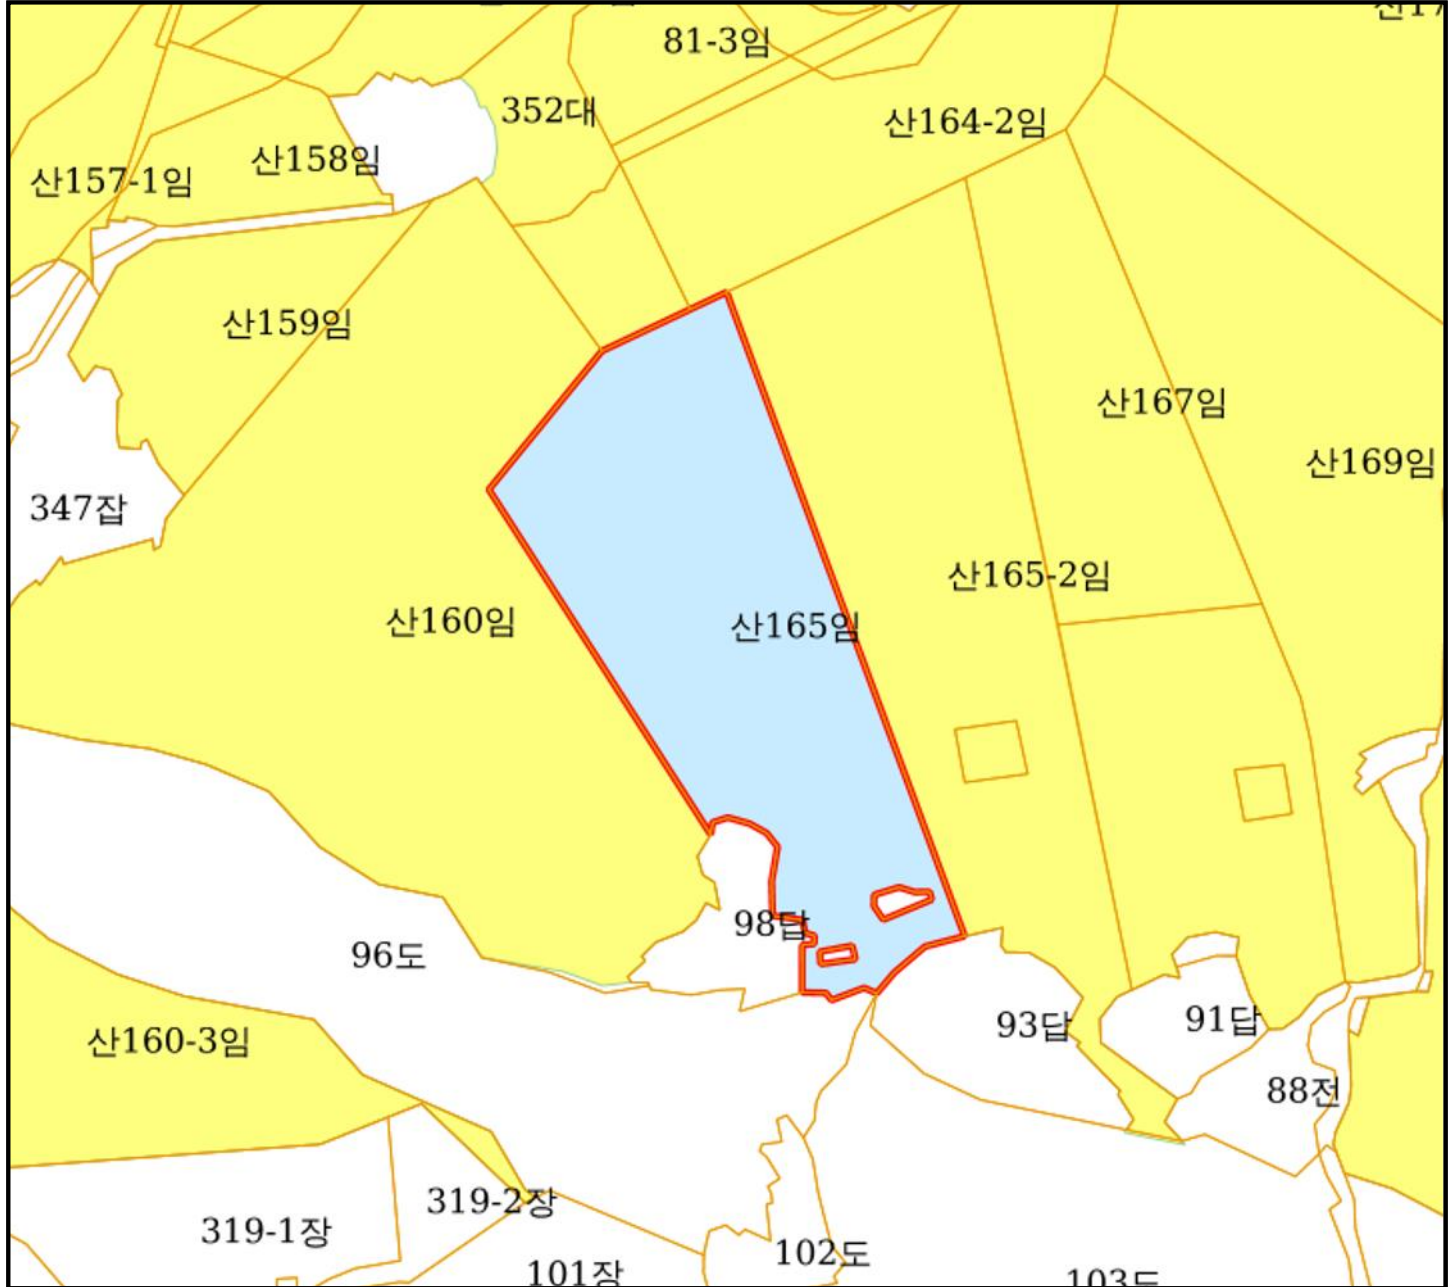 81-3임
352대
산164-2임
산158임
산157-1임
산159임
산167임
산169임
347잡
산165-2임
산160임
산165임
98답
96도
93답
91답
산160-3임
88전
319-2장
319-1장
102도
101장